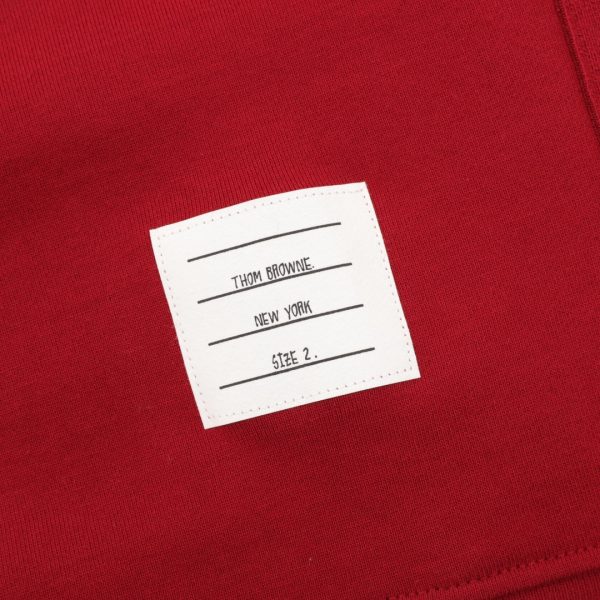 THOM BROWNE.
NEW YORK
SIZE 2.